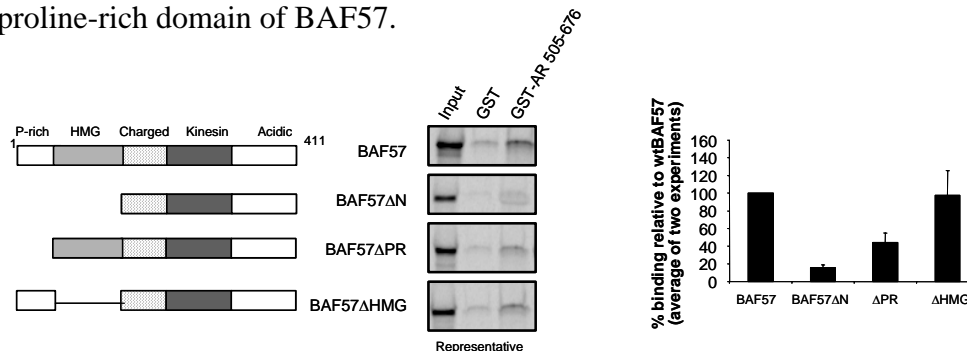 proline-rich domain of BAF57.
Input GST GST-AR 505-676
P-rich HMG Charged Kinesin Acidic
1 411
BAF57
BAF57ΔN
BAF57ΔPR
BAF57ΔHMG
Representative
% binding relative to wtBAF57
(average of two experiments)
160
140
120
100
80
60
40
20
0
BAF57 BAF57ΔN ΔPR ΔHMG